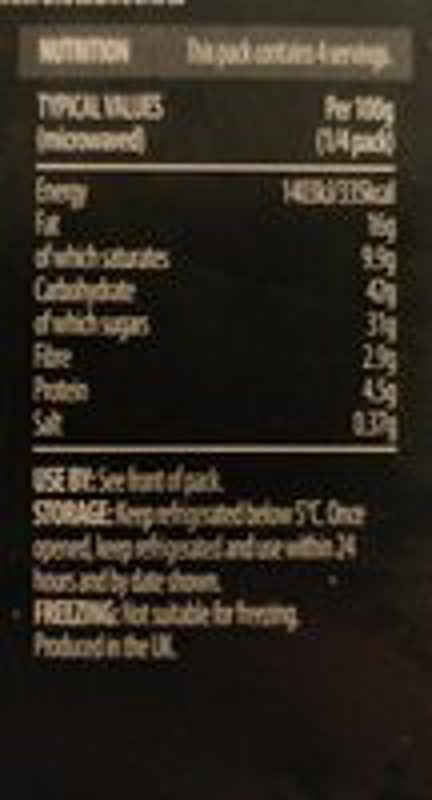 NUTRITION This pack contains 4 servings.
TYPICAL VALUES Per 100g
(microwaved) (1/4 pack)
Energy
Fat 16g
of which saturates 9.9g
Carbohydrate 42g
of which sugars 31g
Fibre 2.9g
Protein 4.5g
Salt 0.37g
USE BY: See front of pack.
STORAGE: Keep refrigerated below 5°C. Once
opened, keep refrigerated and use within 24
hours and by date shown.
FREEZING: Not suitable for freezing.
Produced in the UK.